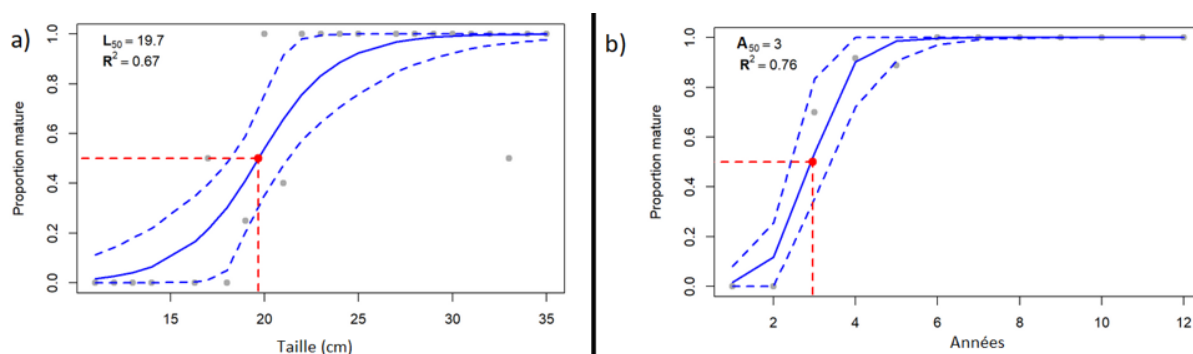 a)
L50 = 19.7
R2 = 0.67
Proportion mature
0.0 0.2 0.4 0.6 0.8 1.0
15 20 25 30 35
Taille (cm)
b)
A50 = 3
R2 = 0.76
Proportion mature
0.0 0.2 0.4 0.6 0.8 1.0
2 4 6 8 10 12
Années